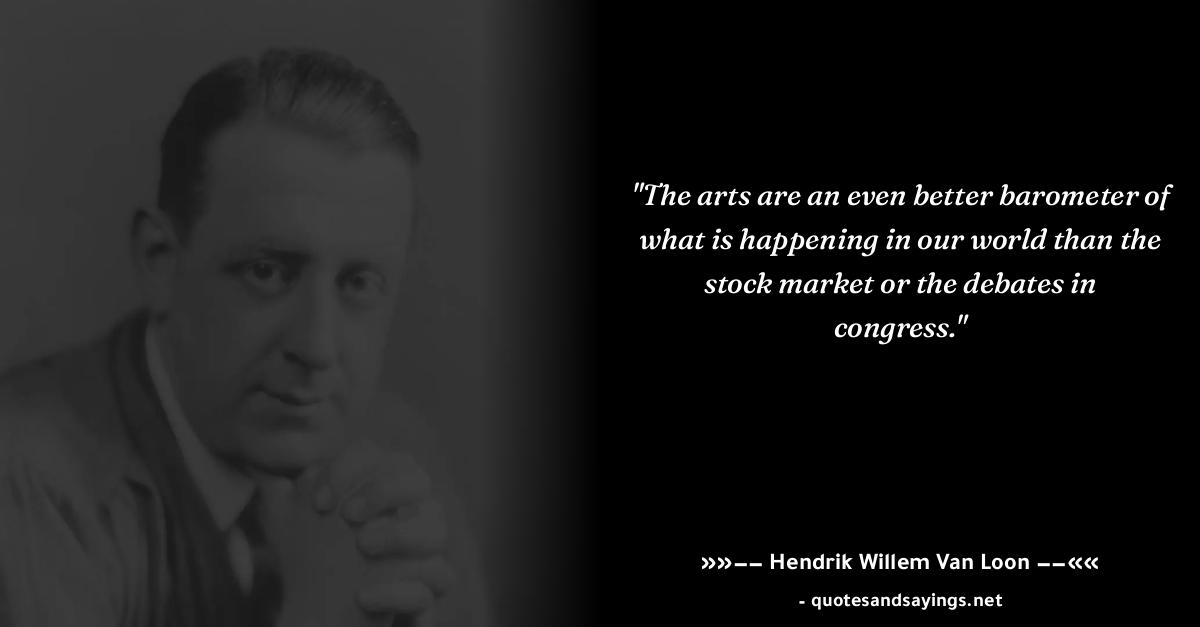 "The arts are an even better barometer of
what is happening in our world than the
stock market or the debates in
congress."
»»−− Hendrik Willem Van Loon −−««
- quotesandsayings.net